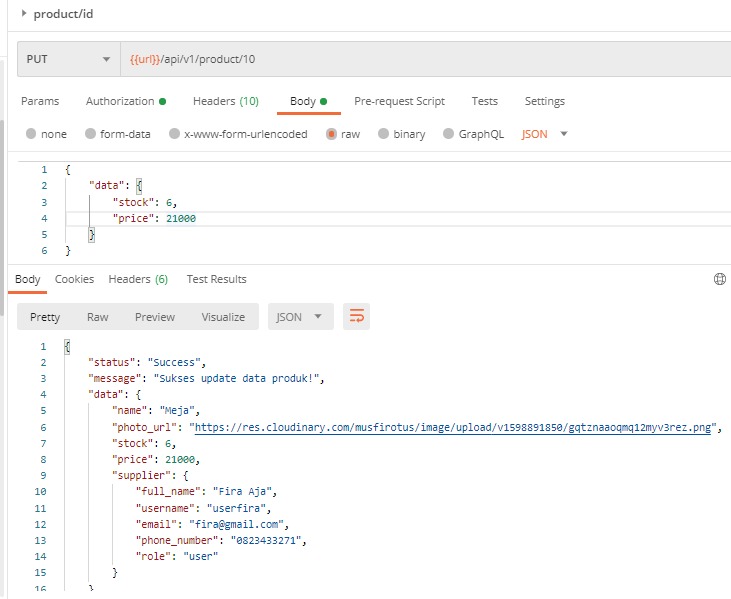 product/id
PUT {{url}}/api/v1/product/10
Params Authorization Headers (10) Body Pre-request Script Tests Settings
none form-data x-www-form-urlencoded raw binary GraphQL JSON
1 {
2 "data": {
3 "stock": 6,
4 "price": 21000
5 }
6 }
Body Cookies Headers (6) Test Results
Pretty Raw Preview Visualize JSON
1 {
2 "status": "Success",
3 "message": "Sukses update data produk!",
4 "data": {
5 "name": "Meja",
6 "photo_url": "https://res.cloudinary.com/musfirotus/image/upload/v1598891850/gqtznaaoqmq12myv3rez.png",
7 "stock": 6,
8 "price": 21000,
9 "supplier": {
10 "full_name": "Fira Aja",
11 "username": "userfira",
12 "email": "fira@gmail.com",
13 "phone_number": "0823433271",
14 "role": "user"
15 }
16 }